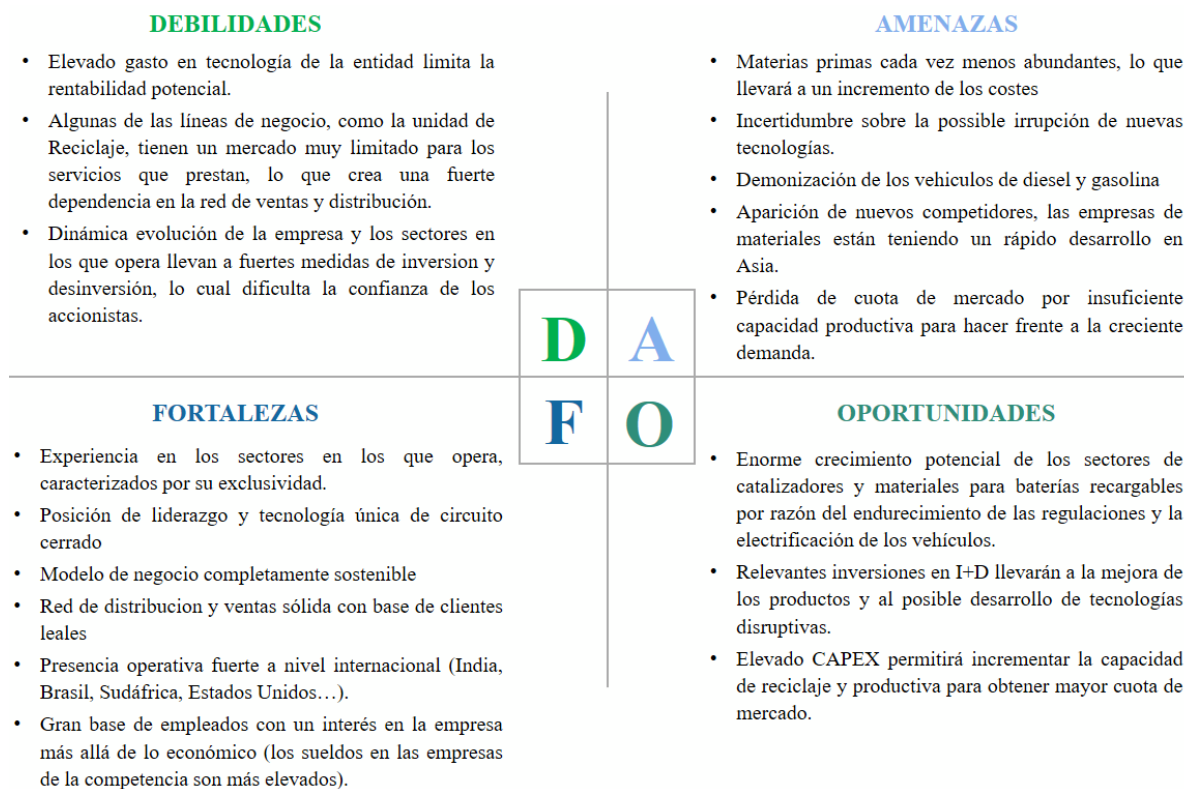 DEBILIDADES
• Elevado gasto en tecnología de la entidad limita la
rentabilidad potencial.
• Algunas de las líneas de negocio, como la unidad de
Reciclaje, tienen un mercado muy limitado para los
servicios que prestan, lo que crea una fuerte
dependencia en la red de ventas y distribución.
• Dinámica evolución de la empresa y los sectores en
los que opera llevan a fuertes medidas de inversion y
desinversión, lo cual dificulta la confianza de los
accionistas.
AMENAZAS
• Materias primas cada vez menos abundantes, lo que
llevará a un incremento de los costes
• Incertidumbre sobre la possible irrupción de nuevas
tecnologías.
• Demonización de los vehiculos de diesel y gasolina
• Aparición de nuevos competidores, las empresas de
materiales están teniendo un rápido desarrollo en
Asia.
• Pérdida de cuota de mercado por insuficiente
capacidad productiva para hacer frente a la creciente
demanda.
D A
F O
FORTALEZAS
• Experiencia en los sectores en los que opera,
caracterizados por su exclusividad.
• Posición de liderazgo y tecnología única de circuito
cerrado
• Modelo de negocio completamente sostenible
• Red de distribucion y ventas sólida con base de clientes
leales
• Presencia operativa fuerte a nivel internacional (India,
Brasil, Sudáfrica, Estados Unidos…).
• Gran base de empleados con un interés en la empresa
más allá de lo económico (los sueldos en las empresas
de la competencia son más elevados).
OPORTUNIDADES
• Enorme crecimiento potencial de los sectores de
catalizadores y materiales para baterías recargables
por razón del endurecimiento de las regulaciones y la
electrificación de los vehículos.
• Relevantes inversiones en I+D llevarán a la mejora de
los productos y al posible desarrollo de tecnologías
disruptivas.
• Elevado CAPEX permitirá incrementar la capacidad
de reciclaje y productiva para obtener mayor cuota de
mercado.